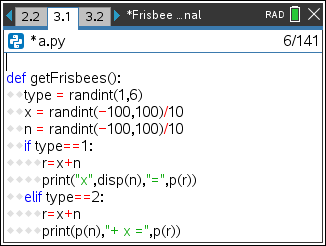 2.2 3.1 3.2 *Frisbee ...nal RAD
*a.py 6/141
def getFrisbees():
type = randint(1,6)
x = randint(−100,100)/10
n = randint(−100,100)/10
if type==1:
r=x+n
print("x",disp(n),"=",p(r))
elif type==2:
r=x+n
print(p(n),"+ x =",p(r))